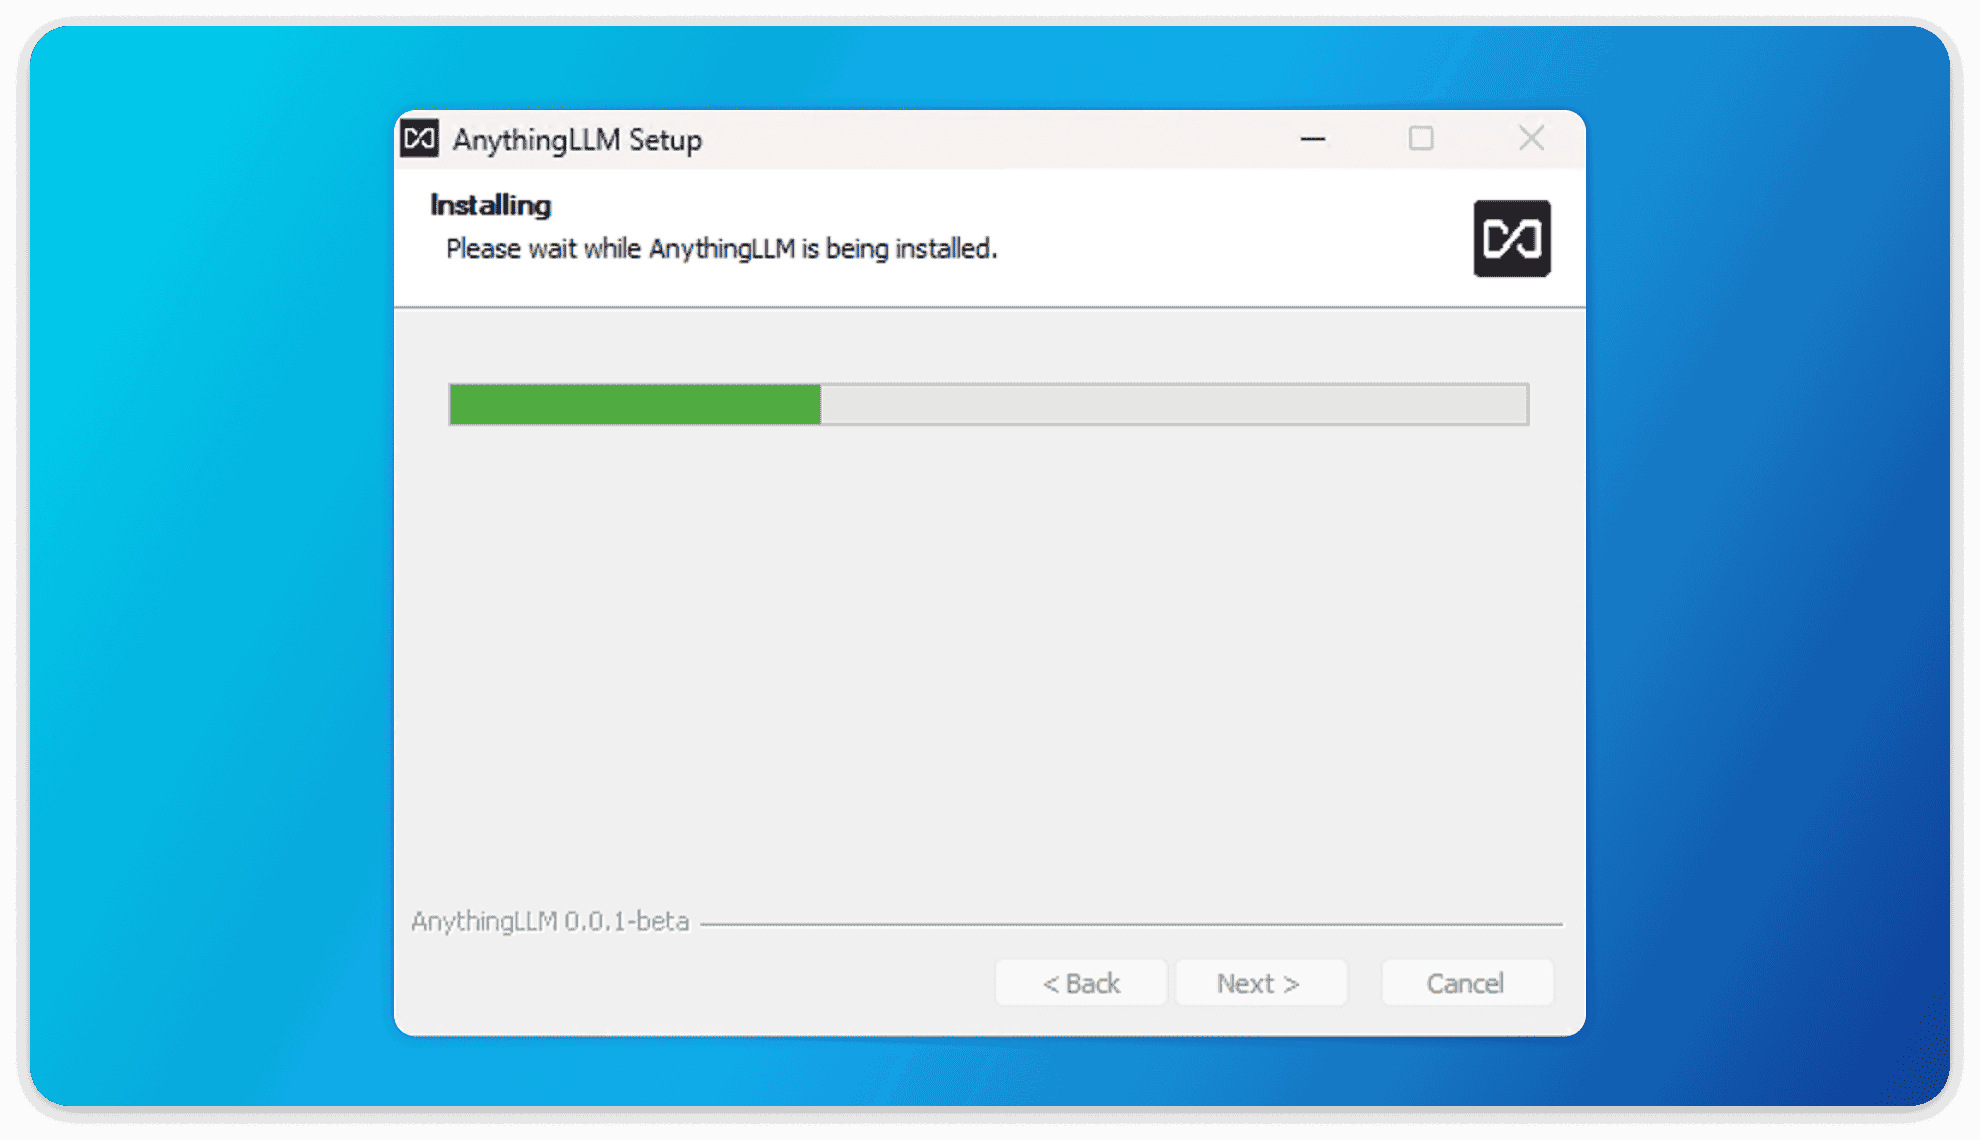 AnythingLLM Setup
Installing
Please wait while AnythingLLM is being installed.
AnythingLLM 0.0.1-beta
< Back
Next >
Cancel